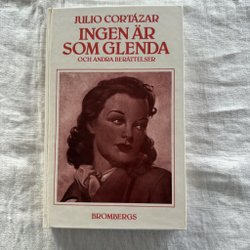 JULIO CORTÁZAR
INGEN ÄR
SOM GLENDA
OCH ANDRA BERÄTTELSER
BROMBERGS